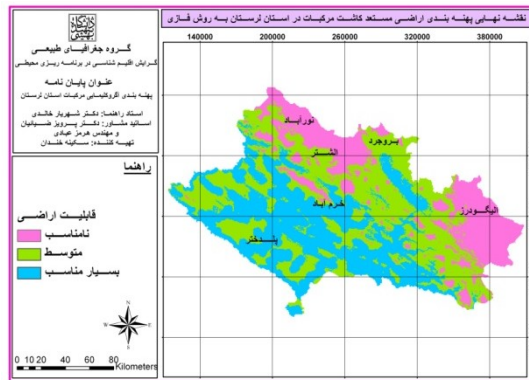 نقشه نهایی پهنه بندی اراضی مستعد کاشت مرکبات در استان لرستان به روش فازی
گروه جغرافیای طبیعی
گرایش اقلیم شناسی در برنامه ریزی محیطی
عنوان پایان نامه
پهنه بندی اگروکلیمایی مرکبات استان لرستان
استاد راهنما: دکتر شهریار خالدی
اساتید مشاور: دکتر پرویز ضیائیان
و مهندس هرمز عبادی
تهیه کننده: سکینه خندان
راهنما
قابلیت اراضی
نامناسب
متوسط
بسیار مناسب
N
W E
S
0 10 20 40 60 80
Kilometers
140000 200000 260000 320000 380000
نورآباد
بروجرد
الشتر
خرم آباد
الیگودرز
پلدختر